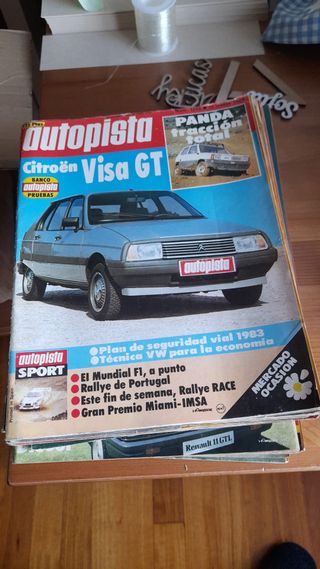 autopista
PANDA
tracción
total
Citroën Visa GT
BANCO
autopista
PRUEBAS
autopista
Plan de seguridad vial 1983
Técnica VW para la economía
autopista
SPORT
El Mundial F1, a punto
Rallye de Portugal
Este fin de semana, Rallye RACE
Gran Premio Miami-IMSA
MERCADO
OCASION
Renault 11 GTL